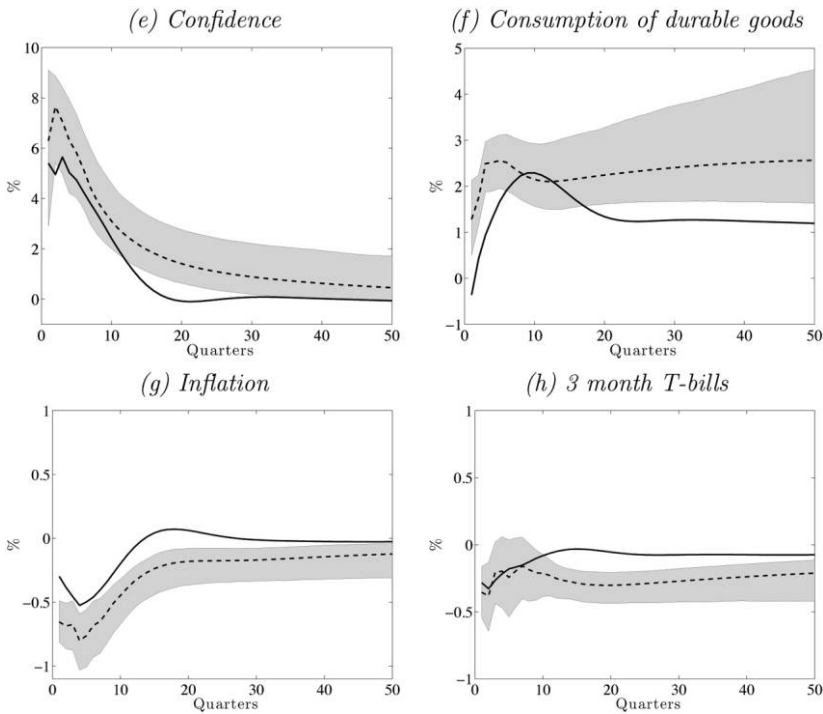 (e) Confidence
10
8
6
4
2
0
%
0 10 20 30 40 50
Quarters
(f) Consumption of durable goods
5
4
3
2
1
0
−1
%
0 10 20 30 40 50
Quarters
(g) Inflation
1
0.5
0
−0.5
−1
%
0 10 20 30 40 50
Quarters
(h) 3 month T-bills
1
0.5
0
−0.5
−1
%
0 10 20 30 40 50
Quarters